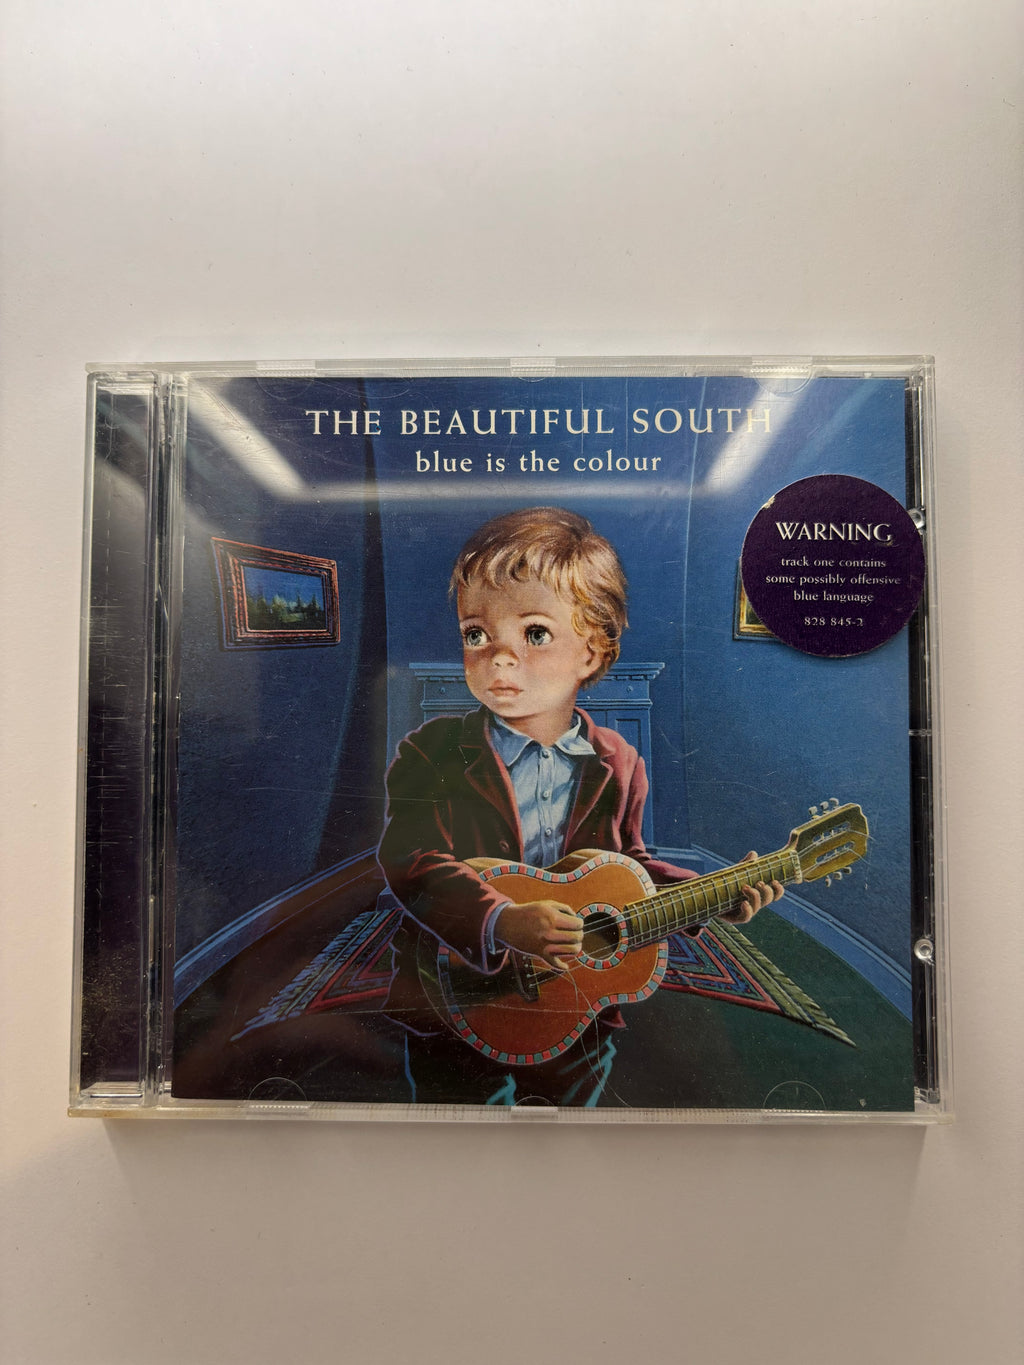 THE BEAUTIFUL SOUTH
blue is the colour
WARNING
track one contains
some possibly offensive
blue language
828 845-2